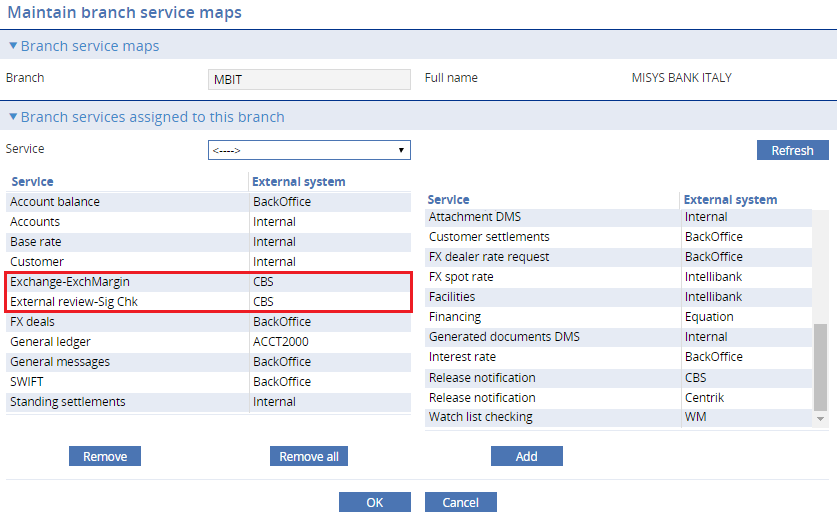 Maintain branch service maps
Branch service maps
Branch MBIT Full name MISYS BANK ITALY
Branch services assigned to this branch
Service <----> Refresh
Service External system
Account balance BackOffice
Accounts Internal
Base rate Internal
Customer Internal
Exchange-ExchMargin CBS
External review-Sig Chk CBS
FX deals BackOffice
General ledger ACCT2000
General messages BackOffice
SWIFT BackOffice
Standing settlements Internal
Service External system
Attachment DMS Internal
Customer settlements BackOffice
FX dealer rate request BackOffice
FX spot rate Intellibank
Facilities Intellibank
Financing Equation
Generated documents DMS Internal
Interest rate BackOffice
Release notification CBS
Release notification Centrik
Watch list checking WM
Remove Remove all Add
OK Cancel